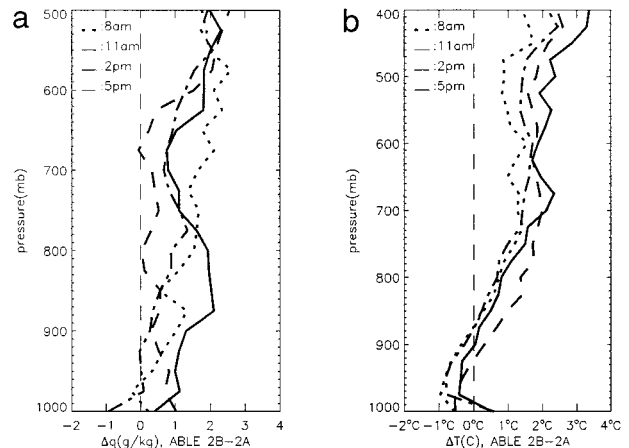 a
500
600
700
800
900
1000
pressure(mb)
:8am
:11am
:2pm
:5pm
−2 −1 0 1 2 3 4
Δq(g/kg), ABLE 2B−2A
b
400
500
600
700
800
900
1000
pressure(mb)
:8am
:11am
:2pm
:5pm
−2°C −1°C 0°C 1°C 2°C 3°C 4°C
ΔT(C), ABLE 2B−2A